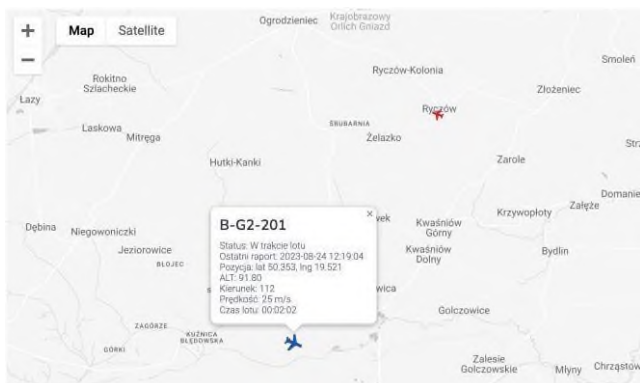 Ogrodzieniec
Krajobrazowy
Orlich Gniazd
+
Map Satellite
−
Smoleń
Ryczów-Kolonia
Rokitno
Szlacheckie
Złożeniec
Łazy
Ryczów
ŚRUBARNIA
Laskowa
Mitręga
Żelazko
Zarole
Hutki-Kanki
Domanie
Załęże
Krzywopłoty
Dębina
Niegowoniczki
Kwaśniów
Górny
Jeziorowice
Kwaśniów
Dolny
Bydlin
BŁOJEC
B-G2-201
×
Status: W trakcie lotu
Ostatni raport: 2023-08-24 12:19:04
Pozycja: lat 50.353, lng 19.521
ALT: 91.80
Kierunek: 112
Prędkość: 25 m/s
Czas lotu: 00:02:02
Golczowice
ZAGÓRZE
KUŹNICA
BŁĘDOWSKA
GÓRKI
Zalesie
Golczowskie
Młyny
Chrząstow